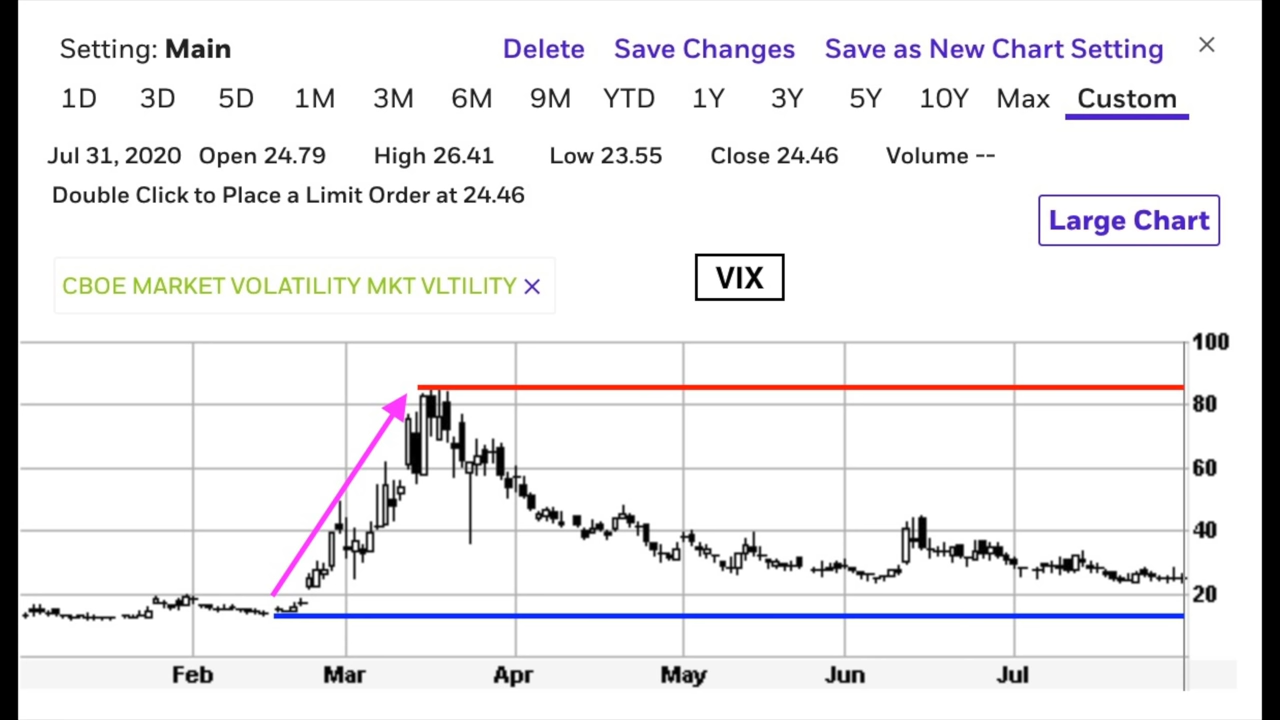 Setting: Main Delete Save Changes Save as New Chart Setting ×
1D 3D 5D 1M 3M 6M 9M YTD 1Y 3Y 5Y 10Y Max Custom
Jul 31, 2020 Open 24.79 High 26.41 Low 23.55 Close 24.46 Volume --
Double Click to Place a Limit Order at 24.46
Large Chart
CBOE MARKET VOLATILITY MKT VLTILITY ×
VIX
100
80
60
40
20
Feb Mar Apr May Jun Jul